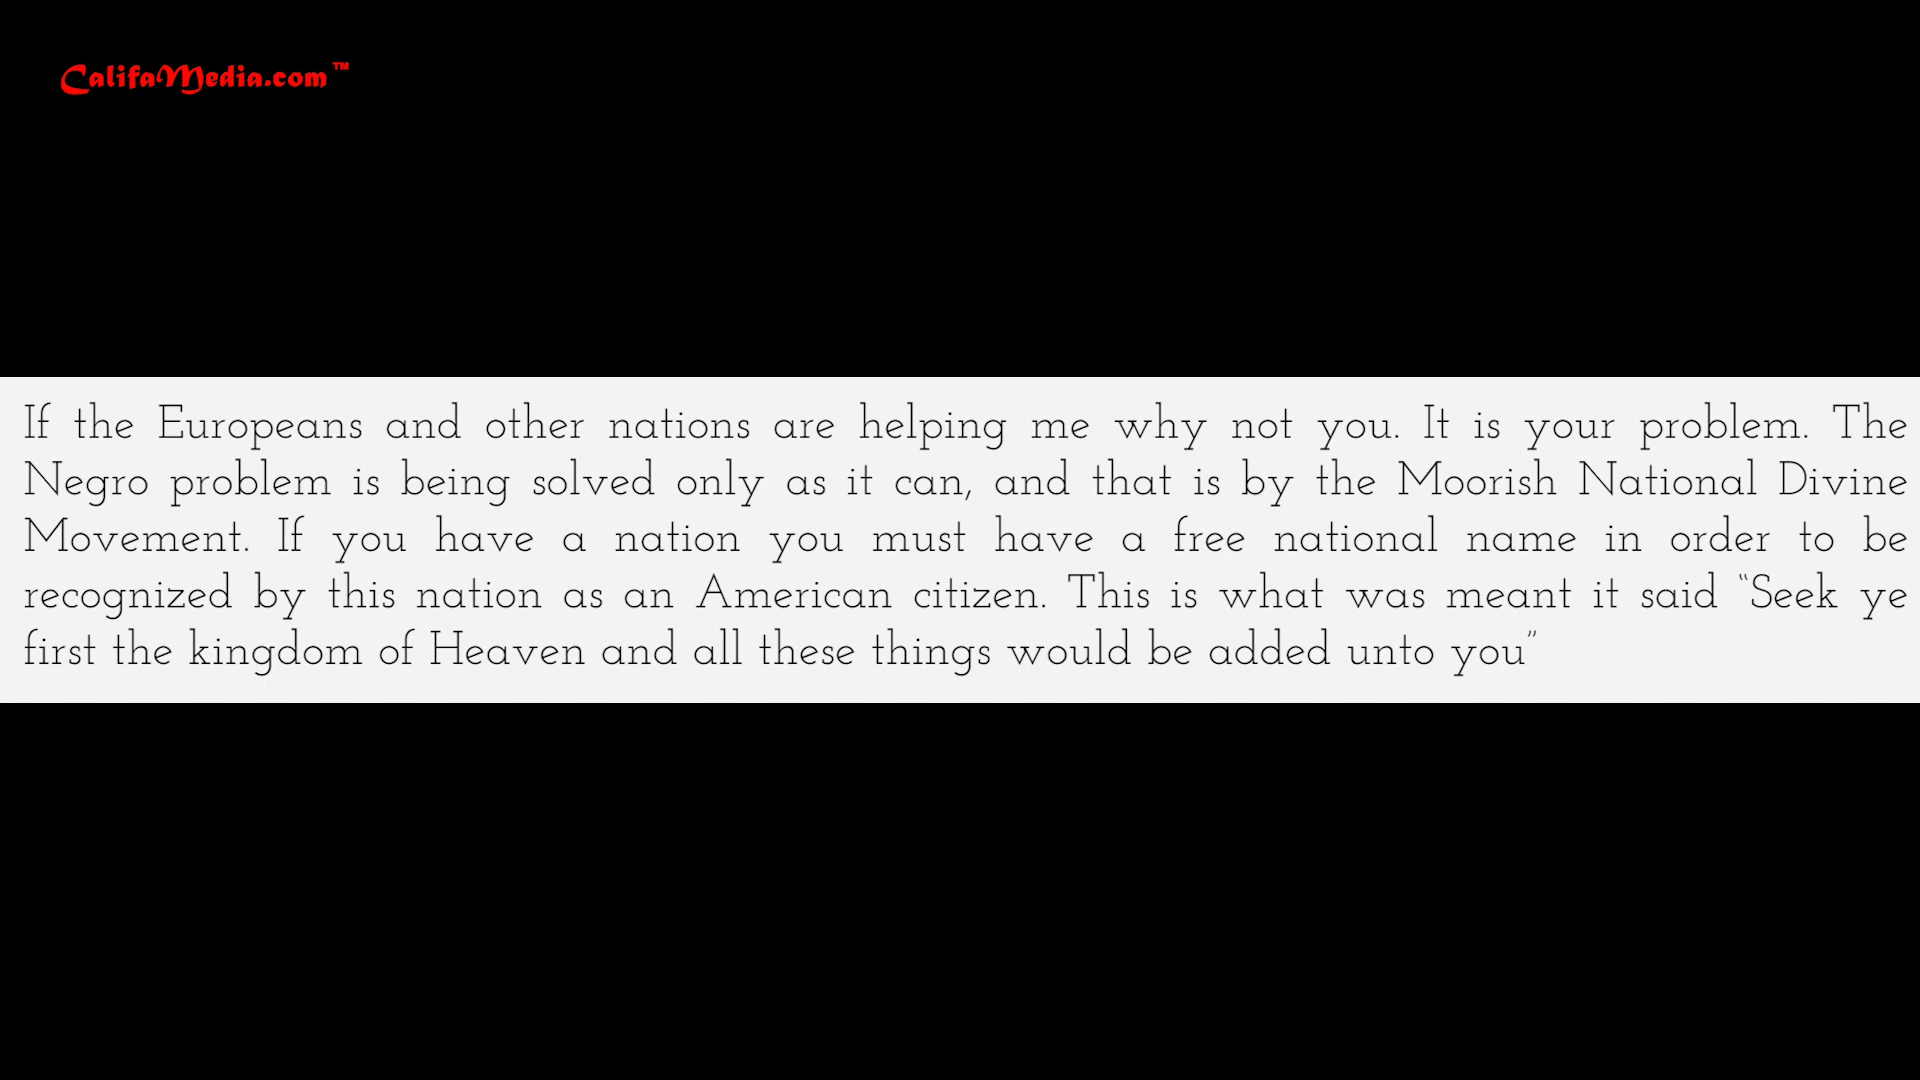 CalifaMedia.com™
If the Europeans and other nations are helping me why not you. It is your problem. The
Negro problem is being solved only as it can, and that is by the Moorish National Divine
Movement. If you have a nation you must have a free national name in order to be
recognized by this nation as an American citizen. This is what was meant it said “Seek ye
first the kingdom of Heaven and all these things would be added unto you”